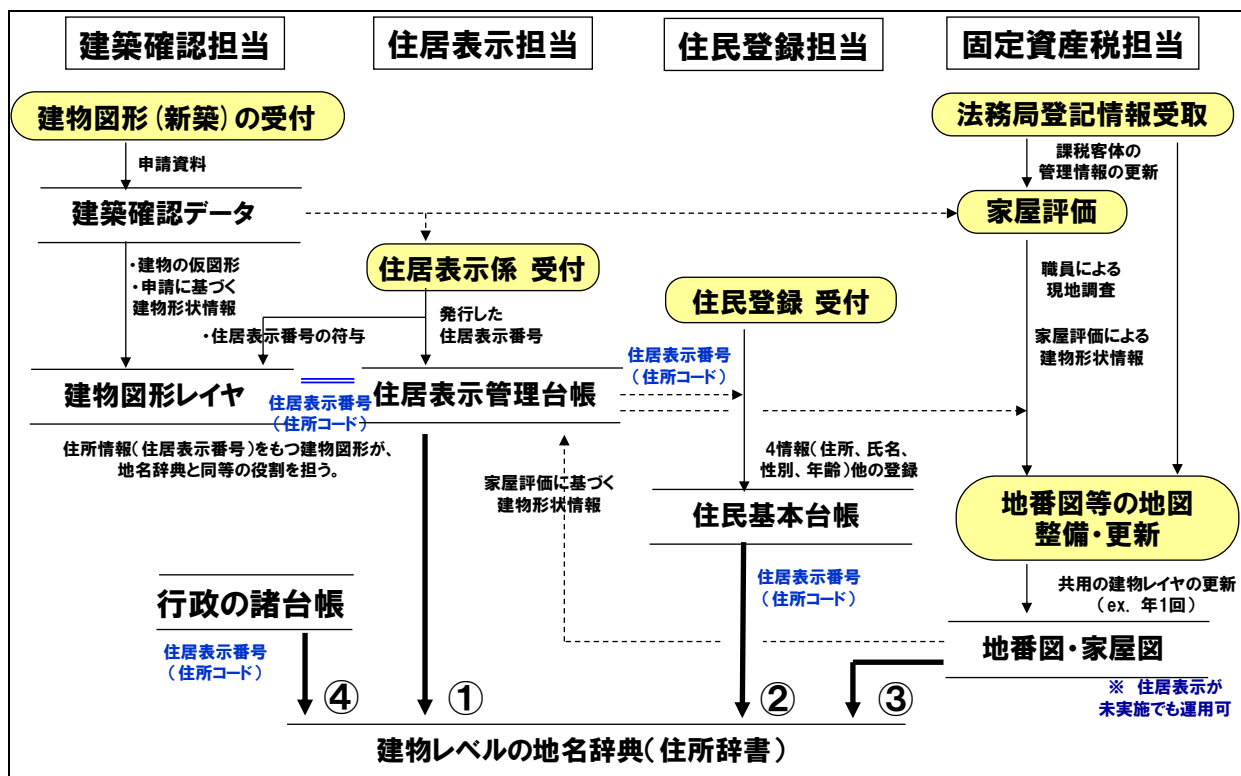 建築確認担当
住居表示担当
住民登録担当
固定資産税担当
建物図形(新築)の受付
法務局登記情報受取
申請資料
課税客体の
管理情報の更新
建築確認データ
家屋評価
・建物の仮図形
・申請に基づく
建物形状情報
住居表示係 受付
職員による
現地調査
住民登録 受付
・住居表示番号の符与
発行した
住居表示番号
家屋評価による
建物形状情報
住居表示番号
(住所コード)
建物図形レイヤ
住居表示番号
(住所コード)
住居表示管理台帳
住所情報(住居表示番号)をもつ建物図形が、
地名辞典と同等の役割を担う。
4情報(住所、氏名、
性別、年齢)他の登録
家屋評価に基づく
建物形状情報
住民基本台帳
地番図等の地図
整備・更新
住居表示番号
(住所コード)
共用の建物レイヤの更新
(ex. 年1回)
行政の諸台帳
住居表示番号
(住所コード)
地番図・家屋図
※ 住居表示が
未実施でも運用可
④
①
②
③
建物レベルの地名辞典(住所辞書)